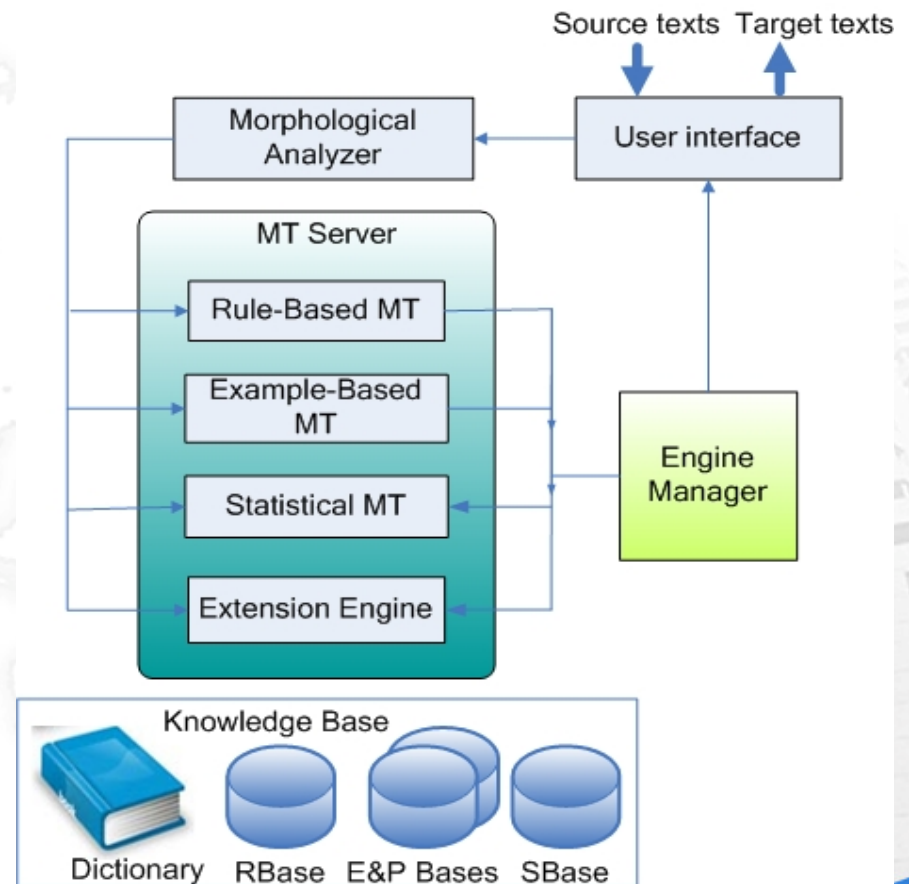 Source texts Target texts
Morphological
Analyzer
User interface
MT Server
Rule-Based MT
Example-Based
MT
Statistical MT
Extension Engine
Engine
Manager
Knowledge Base
Dictionary RBase E&P Bases SBase